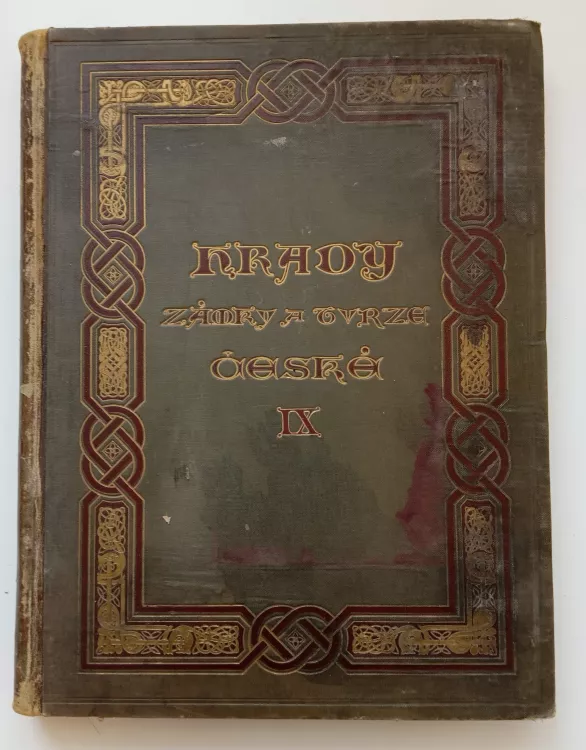 HRADY
ZÁMKY A TVRZE
ČESKÉ
IX